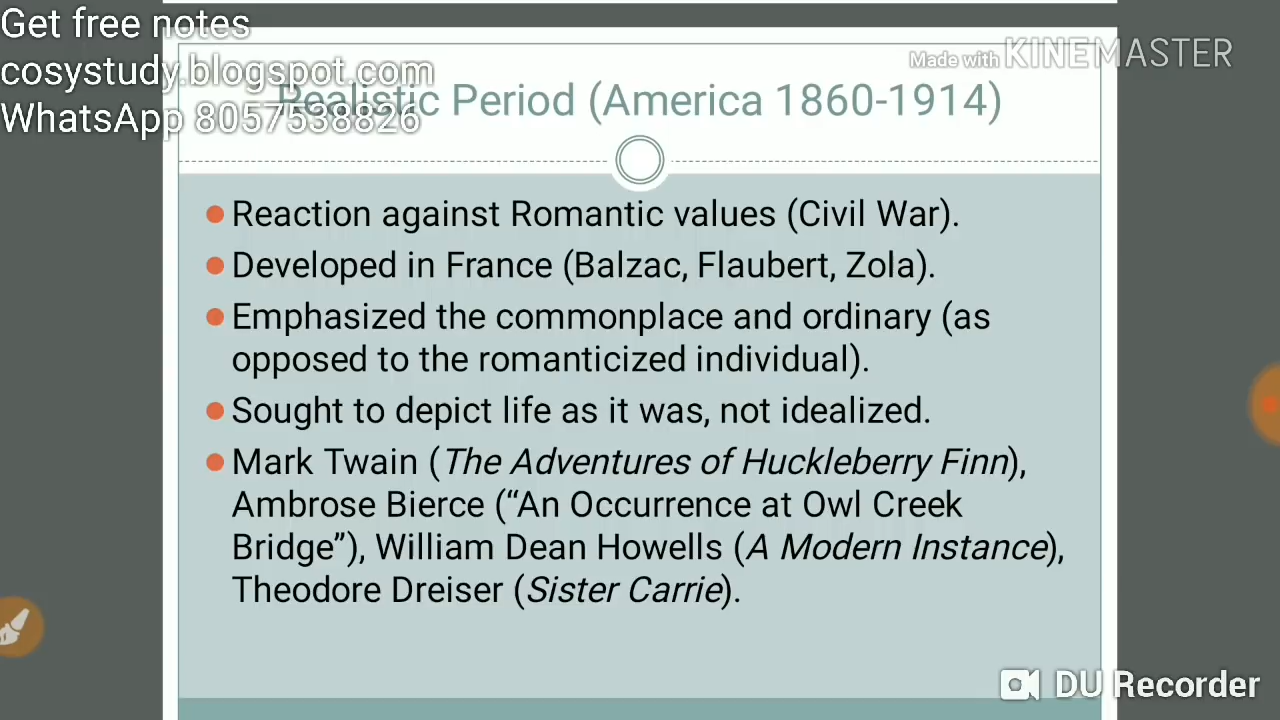 Get free notes
cosystudy.blogspot.com
WhatsApp 8057538826
Made with KINEMASTER
Realistic Period (America 1860-1914)
Reaction against Romantic values (Civil War).
Developed in France (Balzac, Flaubert, Zola).
Emphasized the commonplace and ordinary (as
opposed to the romanticized individual).
Sought to depict life as it was, not idealized.
Mark Twain (The Adventures of Huckleberry Finn),
Ambrose Bierce (“An Occurrence at Owl Creek
Bridge”), William Dean Howells (A Modern Instance),
Theodore Dreiser (Sister Carrie).
DU Recorder